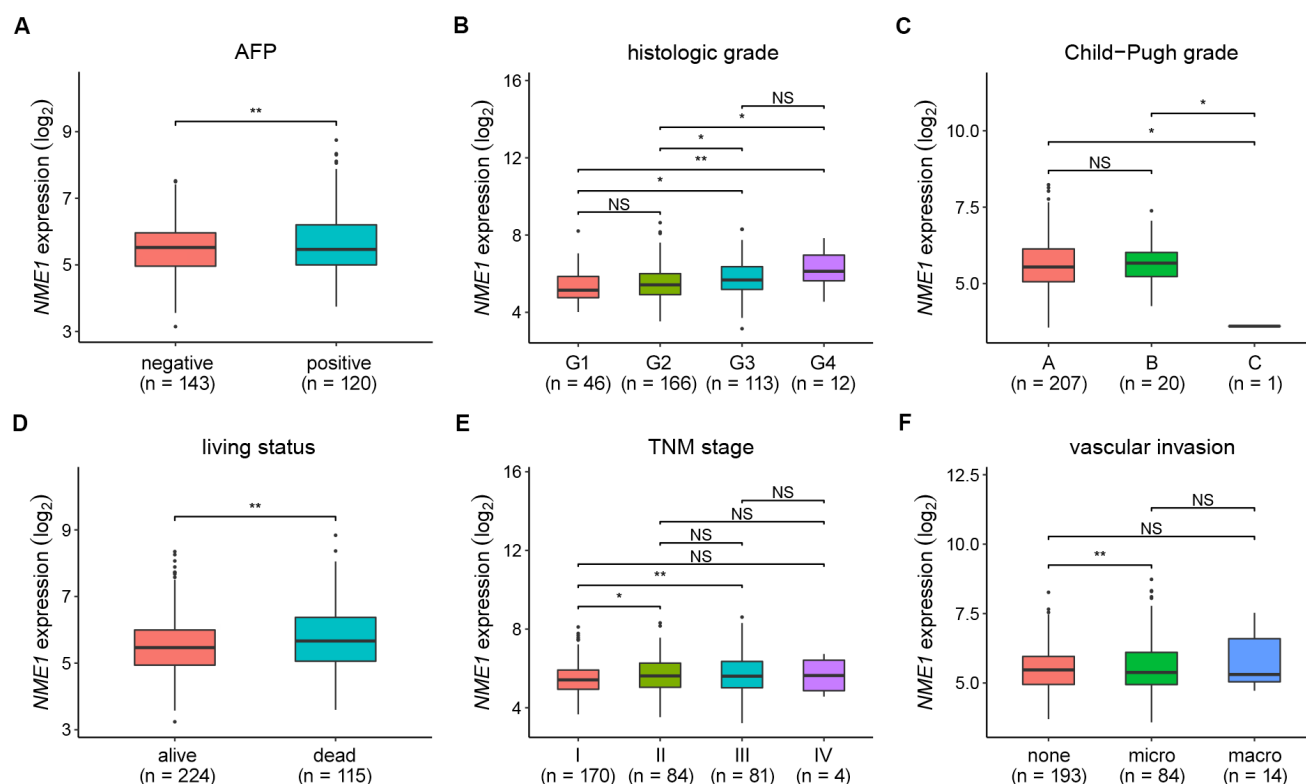 A
AFP
NME1 expression (log₂)
9
7
5
3
**
negative
(n = 143)
positive
(n = 120)
B
histologic grade
NME1 expression (log₂)
16
12
8
4
NS
*
*
**
*
NS
G1
(n = 46)
G2
(n = 166)
G3
(n = 113)
G4
(n = 12)
C
Child−Pugh grade
NME1 expression (log₂)
10.0
7.5
5.0
*
*
NS
A
(n = 207)
B
(n = 20)
C
(n = 1)
D
living status
NME1 expression (log₂)
9
7
5
3
**
alive
(n = 224)
dead
(n = 115)
E
TNM stage
NME1 expression (log₂)
16
12
8
4
NS
NS
NS
NS
**
*
I
(n = 170)
II
(n = 84)
III
(n = 81)
IV
(n = 4)
F
vascular invasion
NME1 expression (log₂)
12.5
10.0
7.5
5.0
NS
NS
**
none
(n = 193)
micro
(n = 84)
macro
(n = 14)